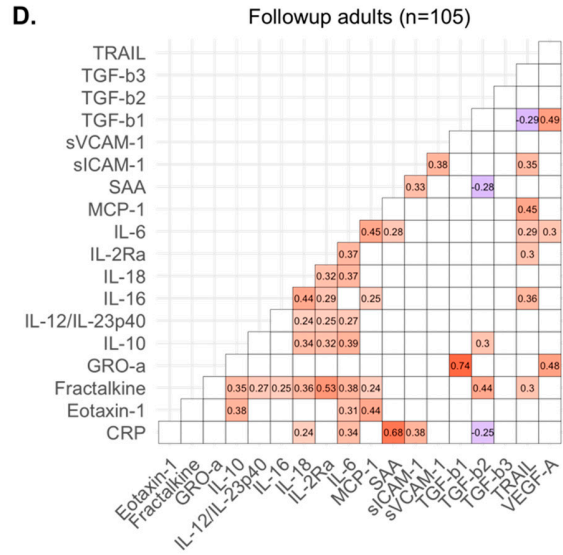 D.
Followup adults (n=105)
TRAIL
TGF-b3
TGF-b2
TGF-b1 -0.29 0.49
sVCAM-1
sICAM-1 0.38 0.35
SAA 0.33 -0.28
MCP-1 0.45
IL-6 0.45 0.28 0.29 0.3
IL-2Ra 0.37 0.3
IL-18 0.32 0.37
IL-16 0.44 0.29 0.25 0.36
IL-12/IL-23p40 0.24 0.25 0.27
IL-10 0.34 0.32 0.39 0.3
GRO-a 0.74 0.48
Fractalkine 0.35 0.27 0.25 0.36 0.53 0.38 0.24 0.44 0.3
Eotaxin-1 0.38 0.31 0.44
CRP 0.24 0.34 0.68 0.38 -0.25
Eotaxin-1
Fractalkine
GRO-a
IL-10
IL-12/IL-23p40
IL-16
IL-18
IL-2Ra
IL-6
MCP-1
SAA
sICAM-1
sVCAM-1
TGF-b1
TGF-b2
TGF-b3
TRAIL
VEGF-A